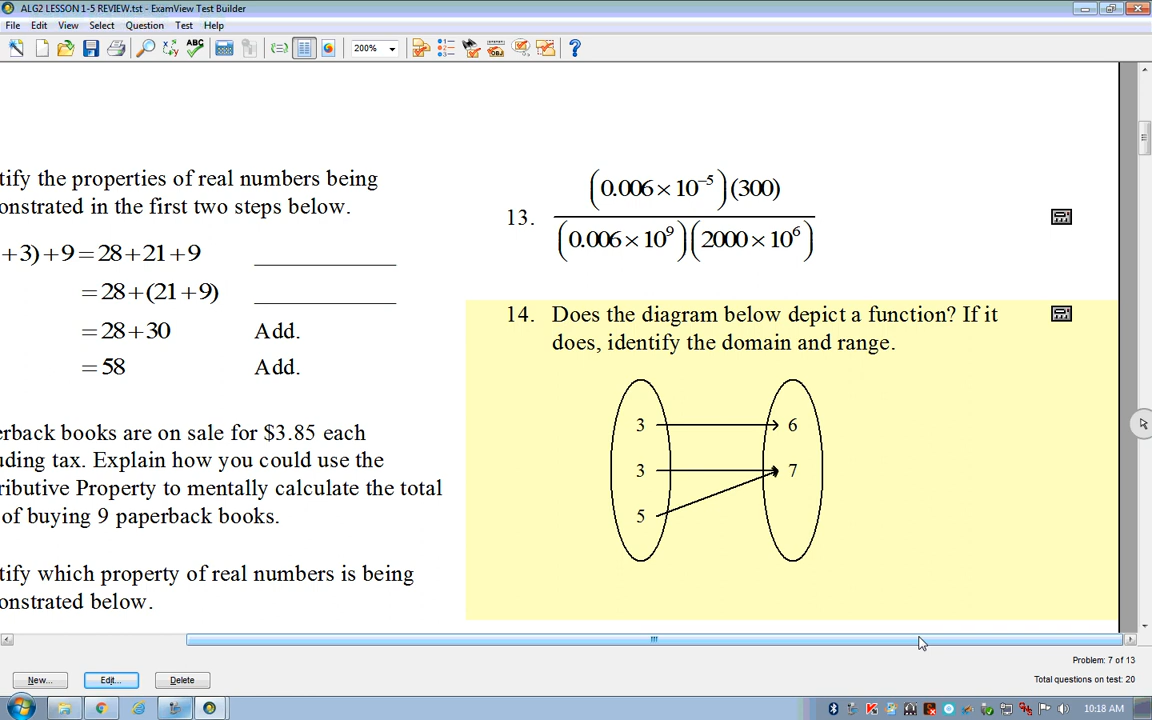 ALG2 LESSON 1-5 REVIEW.tst - ExamView Test Builder
File Edit View Select Question Test Help
200%
tify the properties of real numbers being
onstrated in the first two steps below.
+3)+9=28+21+9
=28+(21+9)
=28+30 Add.
=58 Add.
erback books are on sale for $3.85 each
uding tax. Explain how you could use the
ributive Property to mentally calculate the total
of buying 9 paperback books.
tify which property of real numbers is being
onstrated below.
13. (0.006×10⁻⁵)(300)
(0.006×10⁹)(2000×10⁶)
14. Does the diagram below depict a function? If it
does, identify the domain and range.
3 6
3 7
5
Problem: 7 of 13
New... Edit... Delete
Total questions on test: 20
10:18 AM